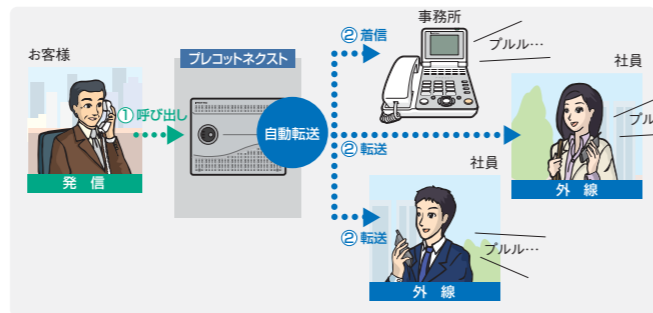 お客様
①呼び出し
発信
プレコットネクスト
自動転送
②着信
事務所
プルル…
②転送
社員
プル
外線
②転送
社員
プルル…
外線